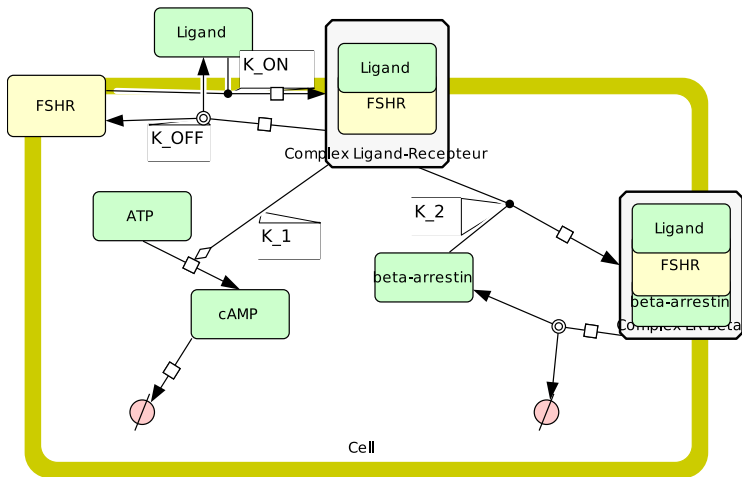 Ligand
K_ON
Ligand
FSHR
FSHR
K_OFF
Complex Ligand-Recepteur
ATP
K_2
K_1
Ligand
FSHR
beta-arrestin
beta-arrestin
cAMP
Complex LR-Beta
Cell